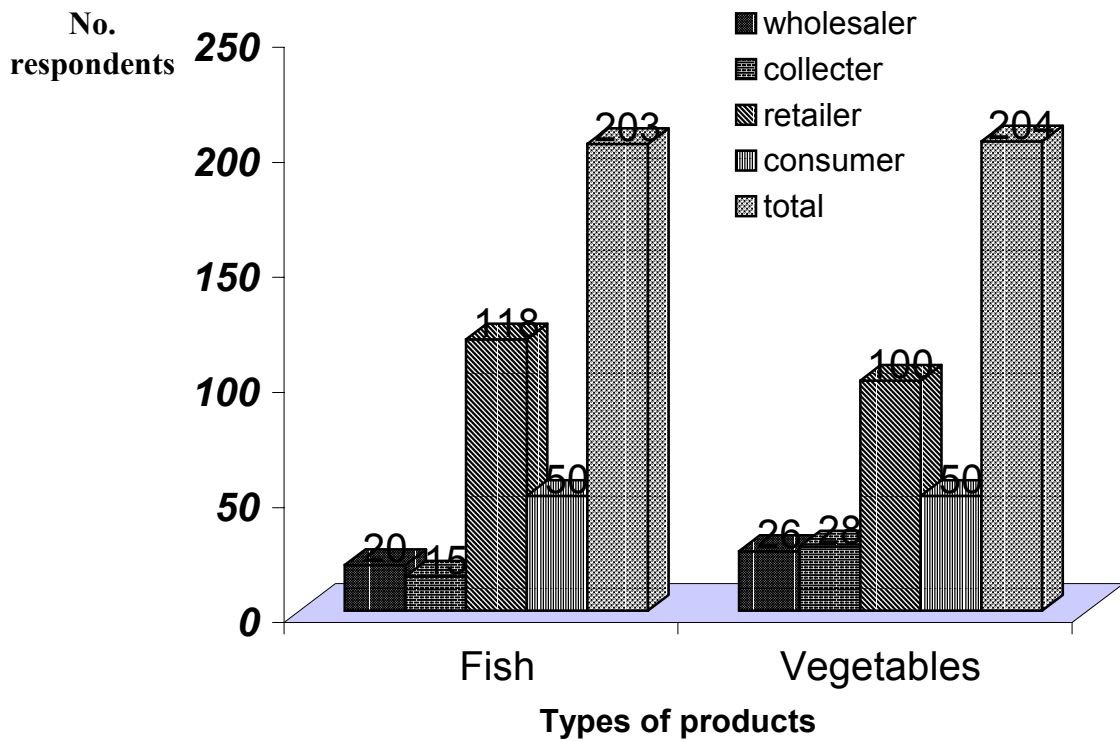 No.
respondents
250
200
150
100
50
0
wholesaler
collecter
retailer
consumer
total
20
15
118
50
203
26
28
100
50
204
Fish
Vegetables
Types of products